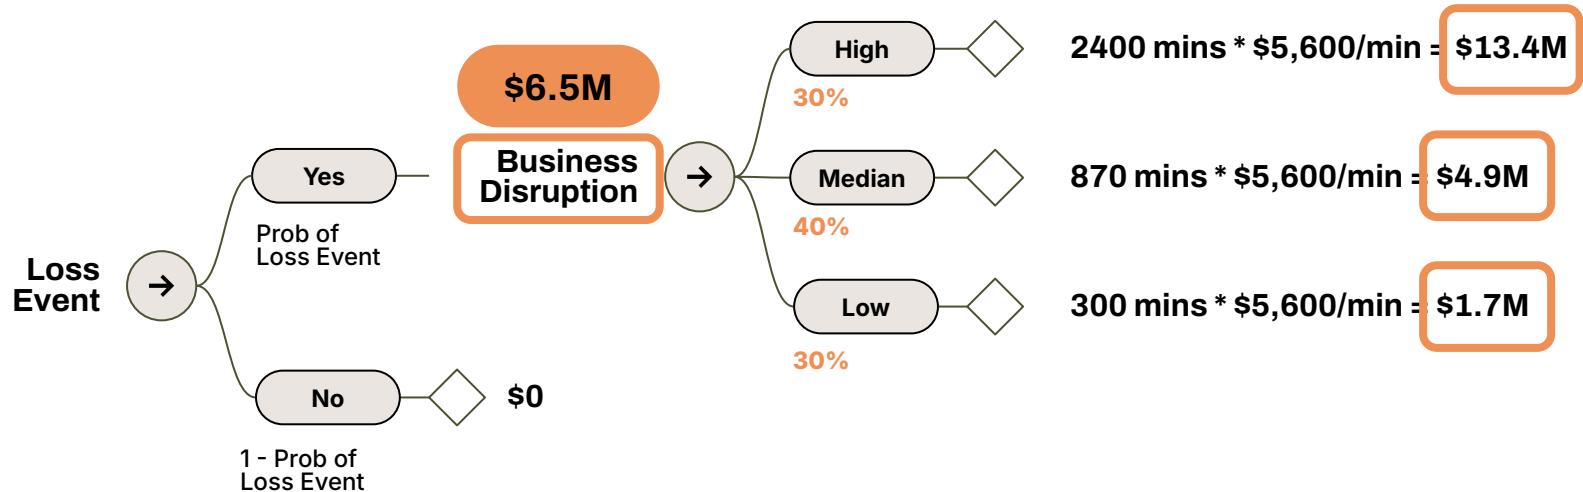 High
2400 mins * $5,600/min = $13.4M
30%
$6.5M
Business
Disruption
Yes
Median
870 mins * $5,600/min = $4.9M
40%
Prob of
Loss Event
Loss
Event
Low
300 mins * $5,600/min = $1.7M
30%
No
$0
1 - Prob of
Loss Event